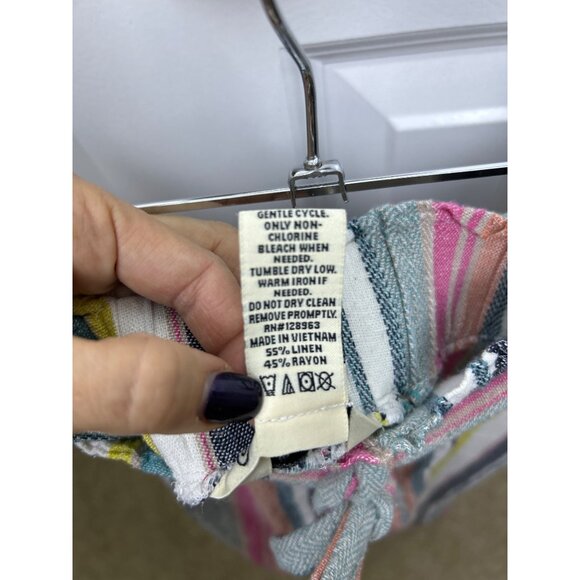 GENTLE CYCLE.
ONLY NON-
CHLORINE
BLEACH WHEN
NEEDED.
TUMBLE DRY LOW.
WARM IRON IF
NEEDED.
DO NOT DRY CLEAN
REMOVE PROMPTLY.
RN#128963
MADE IN VIETNAM
55% LINEN
45% RAYON